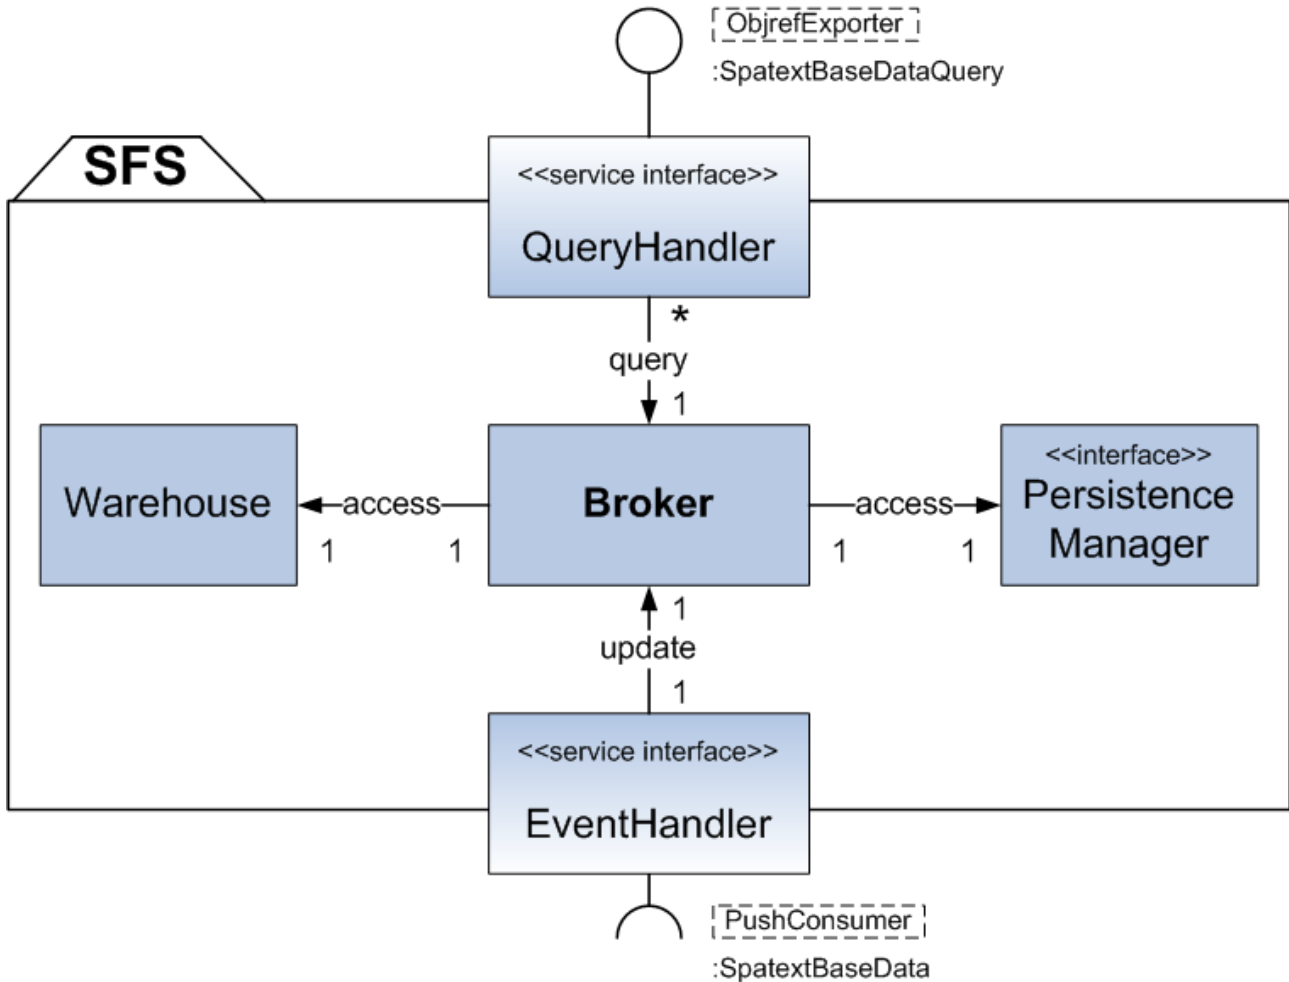 ObjrefExporter
:SpatextBaseDataQuery
SFS
<<service interface>>
QueryHandler
*
query
1
Warehouse
access
1
1
Broker
access
1
1
<<interface>>
Persistence
Manager
1
update
1
<<service interface>>
EventHandler
PushConsumer
:SpatextBaseData